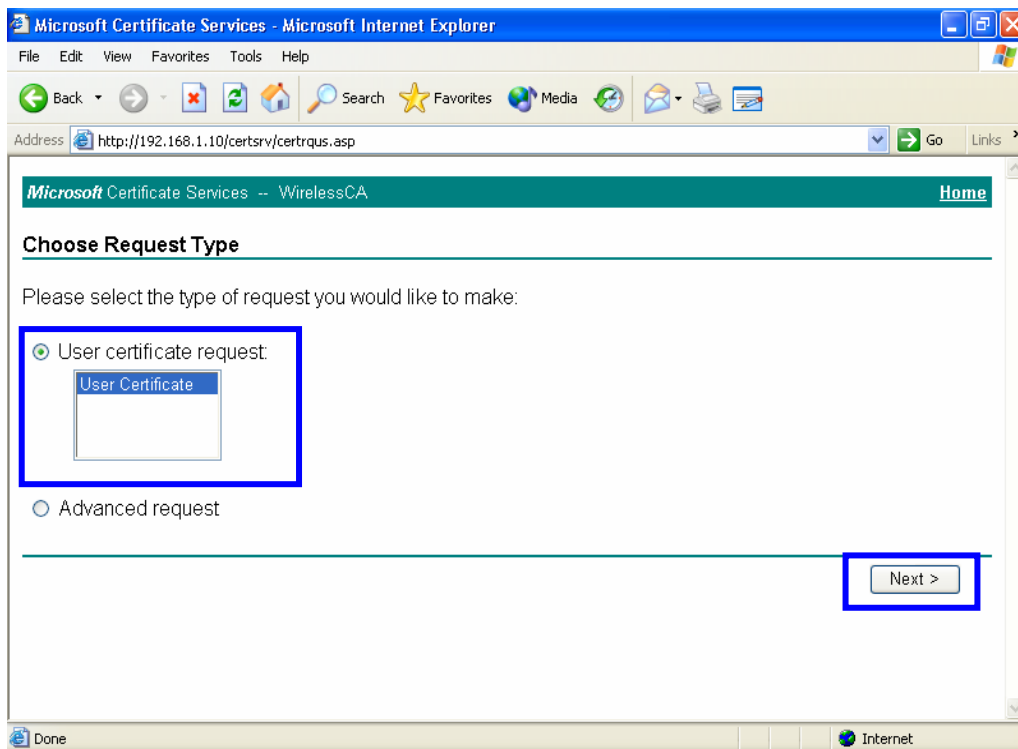 Microsoft Certificate Services - Microsoft Internet Explorer
File Edit View Favorites Tools Help
Back Search Favorites Media
Address http://192.168.1.10/certsrv/certrqus.asp Go Links »
Microsoft Certificate Services -- WirelessCA Home
Choose Request Type
Please select the type of request you would like to make:
User certificate request:
User Certificate
Advanced request
Next >
Done Internet